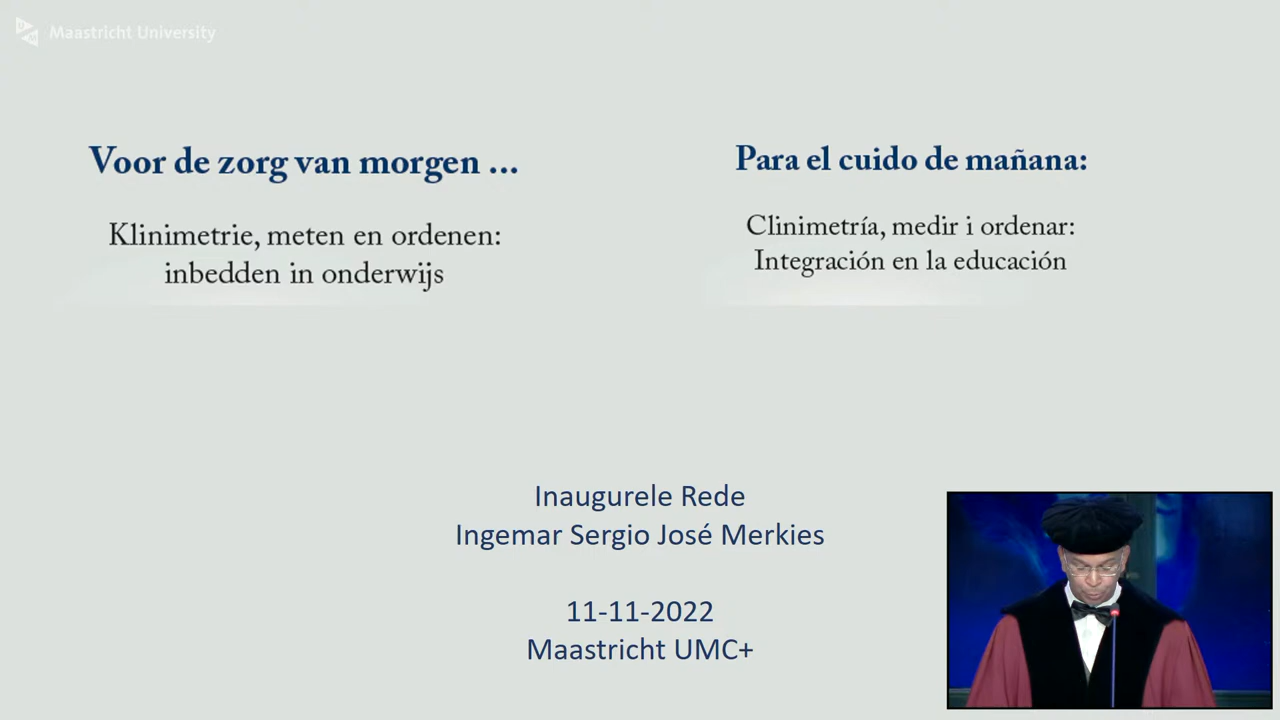 Maastricht University
Voor de zorg van morgen ...
Klinimetrie, meten en ordenen:
inbedden in onderwijs
Para el cuido de mañana:
Clinimetría, medir i ordenar:
Integración en la educación
Inaugurele Rede
Ingemar Sergio José Merkies
11-11-2022
Maastricht UMC+